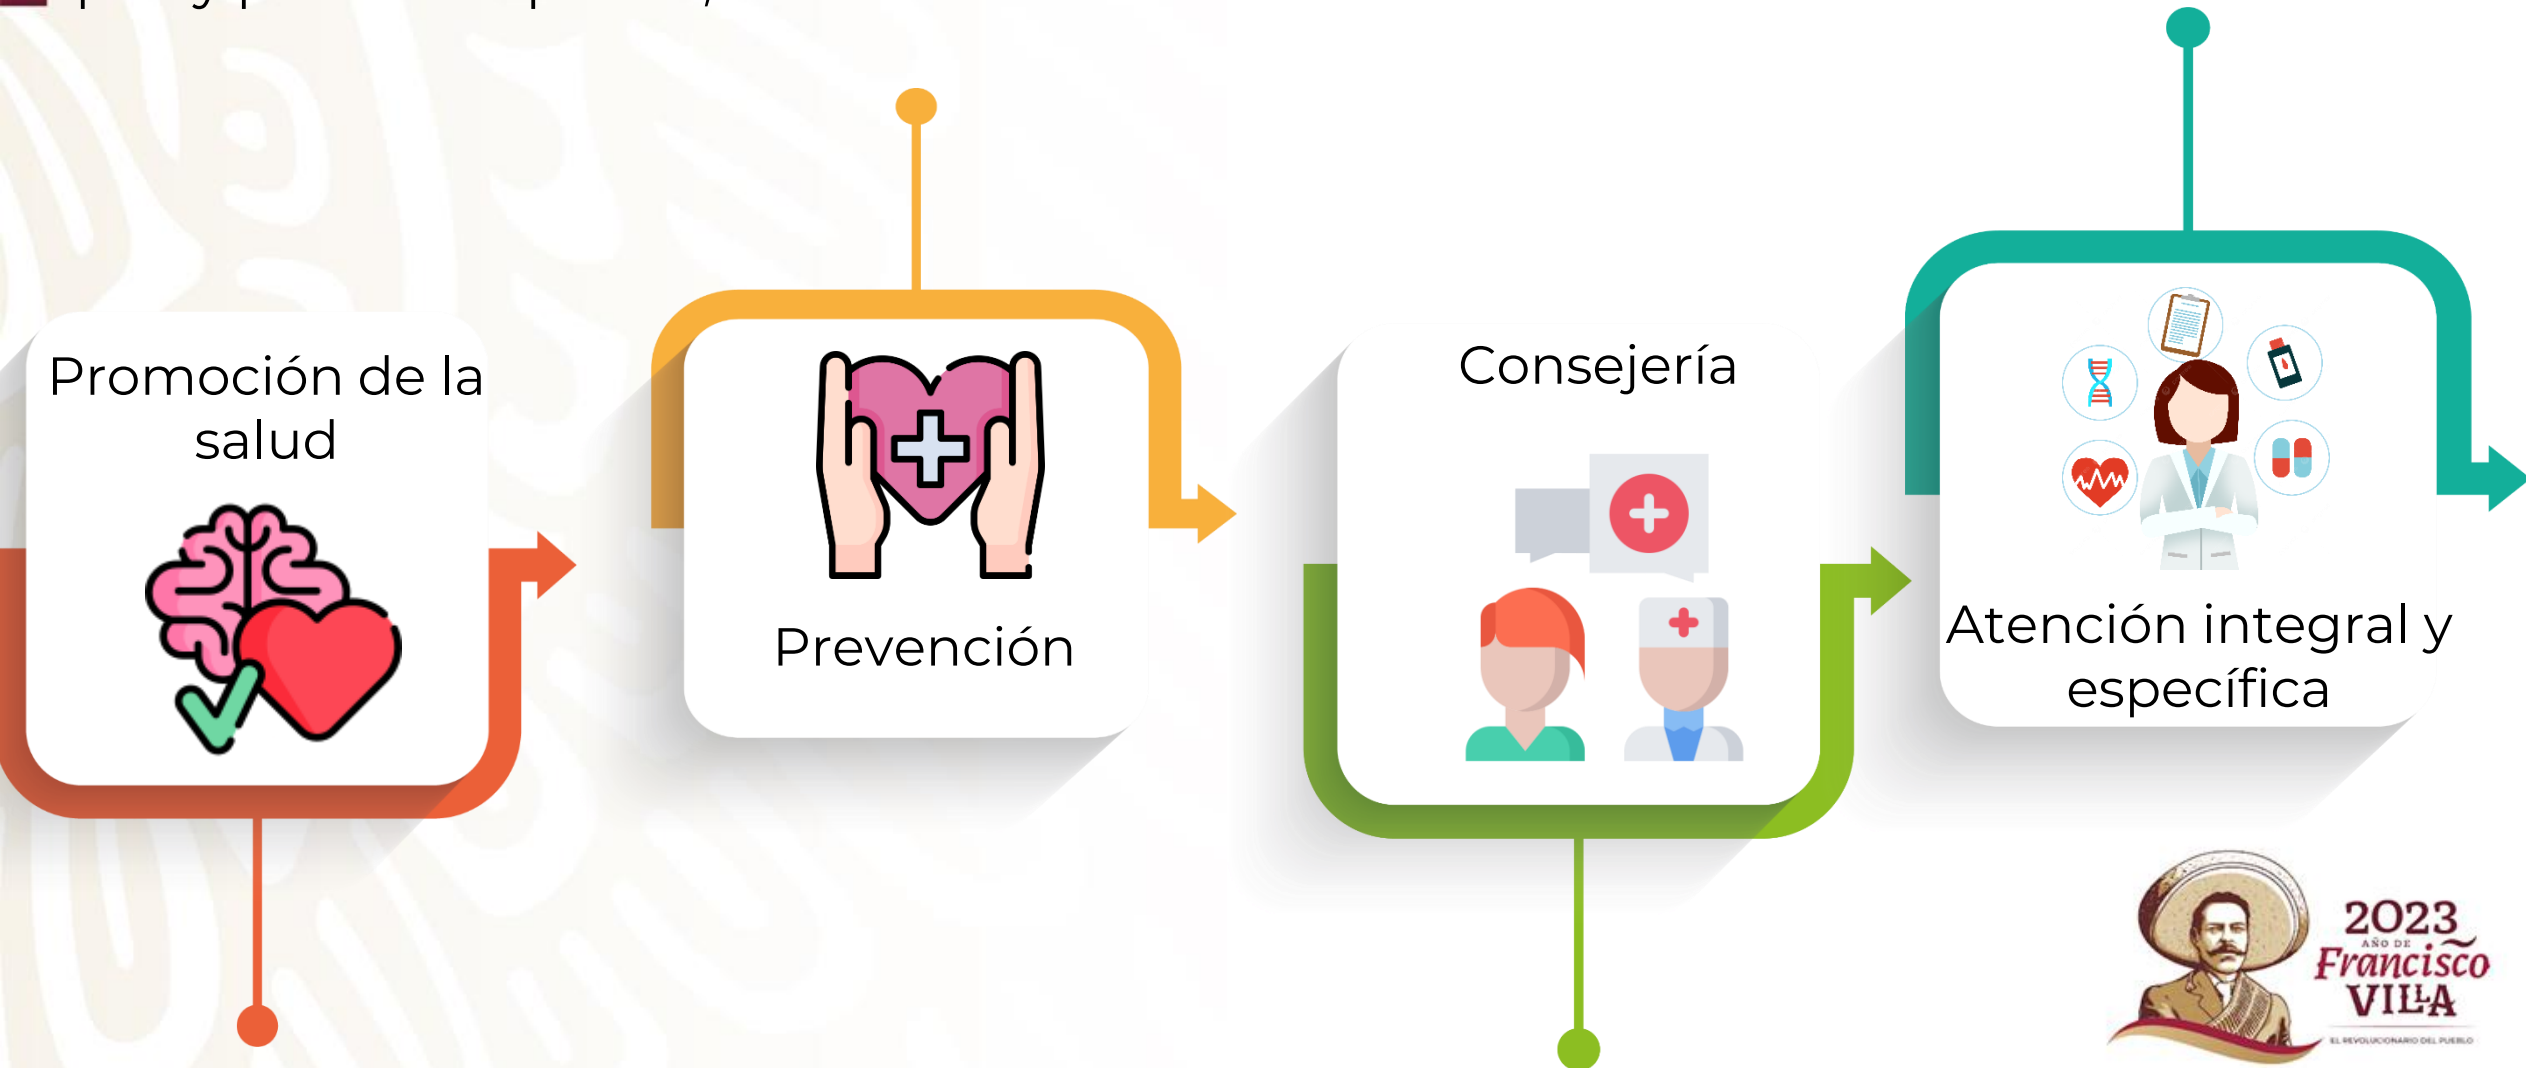 Promoción de la
salud
Prevención
Consejería
Atención integral y
específica
2023
AÑO DE
Francisco
VILLA
EL REVOLUCIONARIO DEL PUEBLO